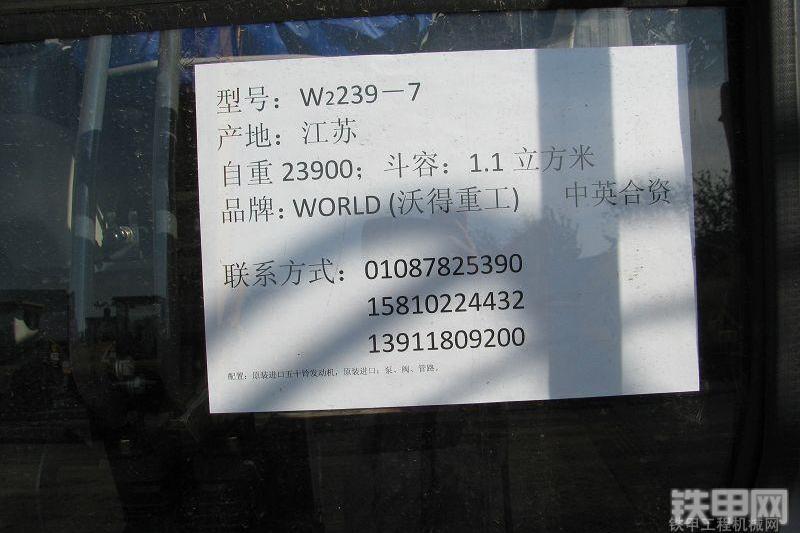 型号：W2239－7
产地：江苏
自重 23900；斗容：1.1 立方米
品牌：WORLD (沃得重工) 中英合资
联系方式：01087825390
15810224432
13911809200
配置：原装进口五十铃发动机，原装进口：泵、阀、管路。
铁甲网
铁甲工程机械网